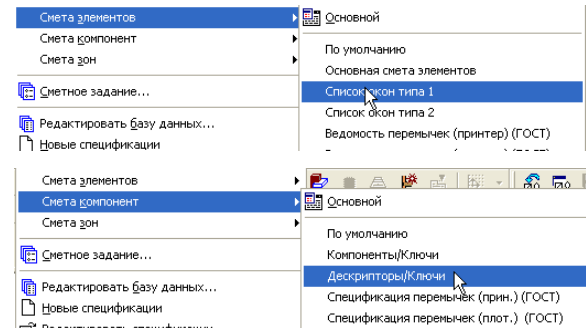 Смета элементов
Смета компонент
Смета зон
Сметное задание...
Редактировать базу данных...
Новые спецификации
Основной
По умолчанию
Основная смета элементов
Список окон типа 1
Список окон типа 2
Ведомость перемычек (принтер) (ГОСТ)
Смета элементов
Смета компонент
Смета зон
Сметное задание...
Редактировать базу данных...
Новые спецификации
Основной
По умолчанию
Компоненты/Ключи
Дескрипторы/Ключи
Спецификация перемычек (прин.) (ГОСТ)
Спецификация перемычек (плот.) (ГОСТ)